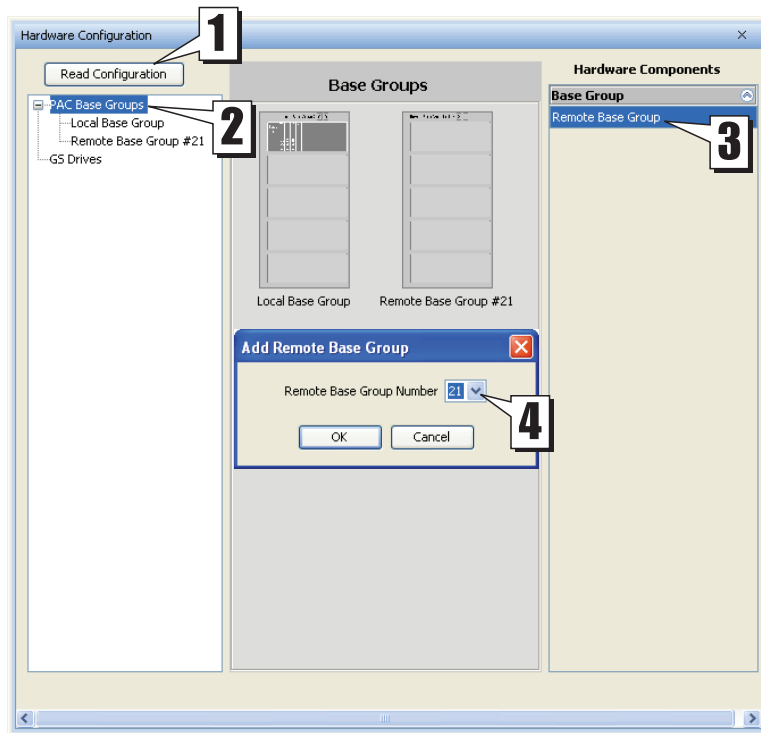 Hardware Configuration
1
Read Configuration
PAC Base Groups
2
Local Base Group
Remote Base Group #21
GS Drives
Base Groups
Local Base Group
Remote Base Group #21
Hardware Components
Base Group
Remote Base Group
3
Add Remote Base Group
Remote Base Group Number 21
4
OK Cancel